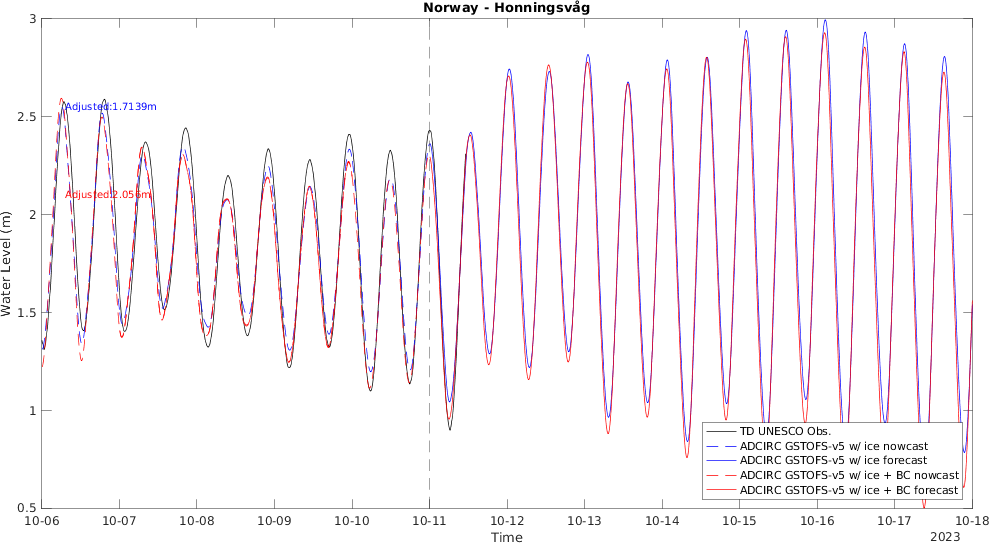 Norway - Honningsvåg
3
2.5
2
1.5
1
0.5
Water Level (m)
Adjusted:1.7139m
Adjusted:2.056m
TD UNESCO Obs.
ADCIRC GSTOFS-v5 w/ ice nowcast
ADCIRC GSTOFS-v5 w/ ice forecast
ADCIRC GSTOFS-v5 w/ ice + BC nowcast
ADCIRC GSTOFS-v5 w/ ice + BC forecast
10-06 10-07 10-08 10-09 10-10 10-11 10-12 10-13 10-14 10-15 10-16 10-17 10-18
Time
2023